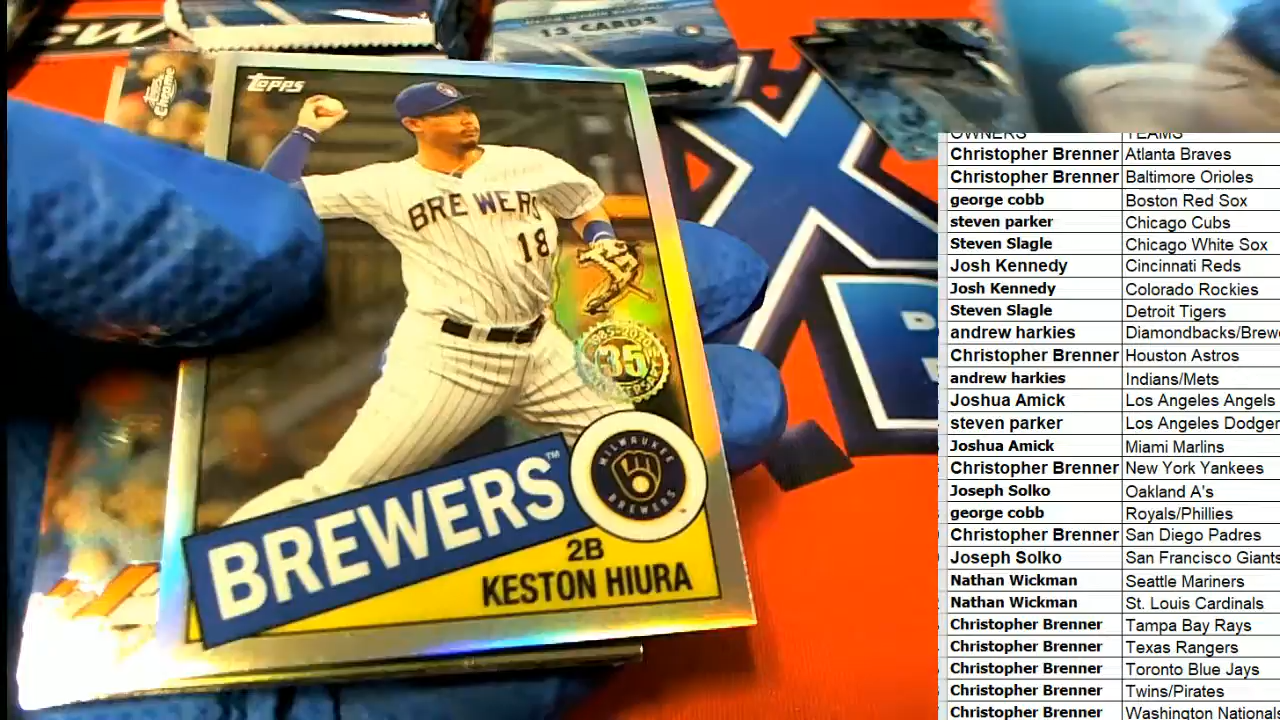 13 CARDS
Topps
Topps Chrome
BREWERS
18
1985-2020
35
ANNIVERSARY
MILWAUKEE
BREWERS
BREWERS™
2B
KESTON HIURA
OWNERS TEAMS
Christopher Brenner Atlanta Braves
Christopher Brenner Baltimore Orioles
george cobb Boston Red Sox
steven parker Chicago Cubs
Steven Slagle Chicago White Sox
Josh Kennedy Cincinnati Reds
Josh Kennedy Colorado Rockies
Steven Slagle Detroit Tigers
andrew harkies Diamondbacks/Brewe
Christopher Brenner Houston Astros
andrew harkies Indians/Mets
Joshua Amick Los Angeles Angels
steven parker Los Angeles Dodger
Joshua Amick Miami Marlins
Christopher Brenner New York Yankees
Joseph Solko Oakland A's
george cobb Royals/Phillies
Christopher Brenner San Diego Padres
Joseph Solko San Francisco Giants
Nathan Wickman Seattle Mariners
Nathan Wickman St. Louis Cardinals
Christopher Brenner Tampa Bay Rays
Christopher Brenner Texas Rangers
Christopher Brenner Toronto Blue Jays
Christopher Brenner Twins/Pirates
Christopher Brenner Washington Nationals